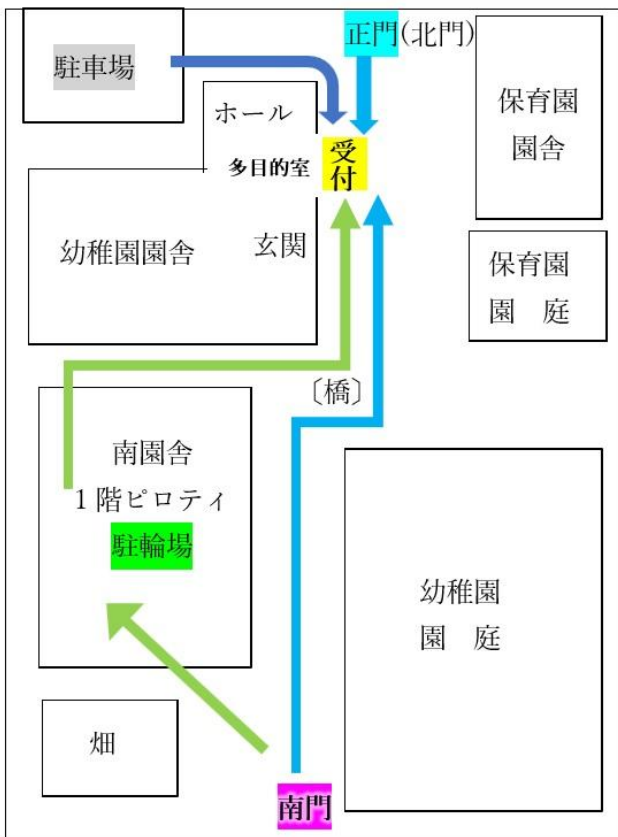 正門(北門)
駐車場
ホール
保育園
園舎
多目的室
受付
幼稚園園舎
玄関
保育園
園　庭
〔橋〕
南園舎
1階ピロティ
駐輪場
幼稚園
園　庭
畑
南門